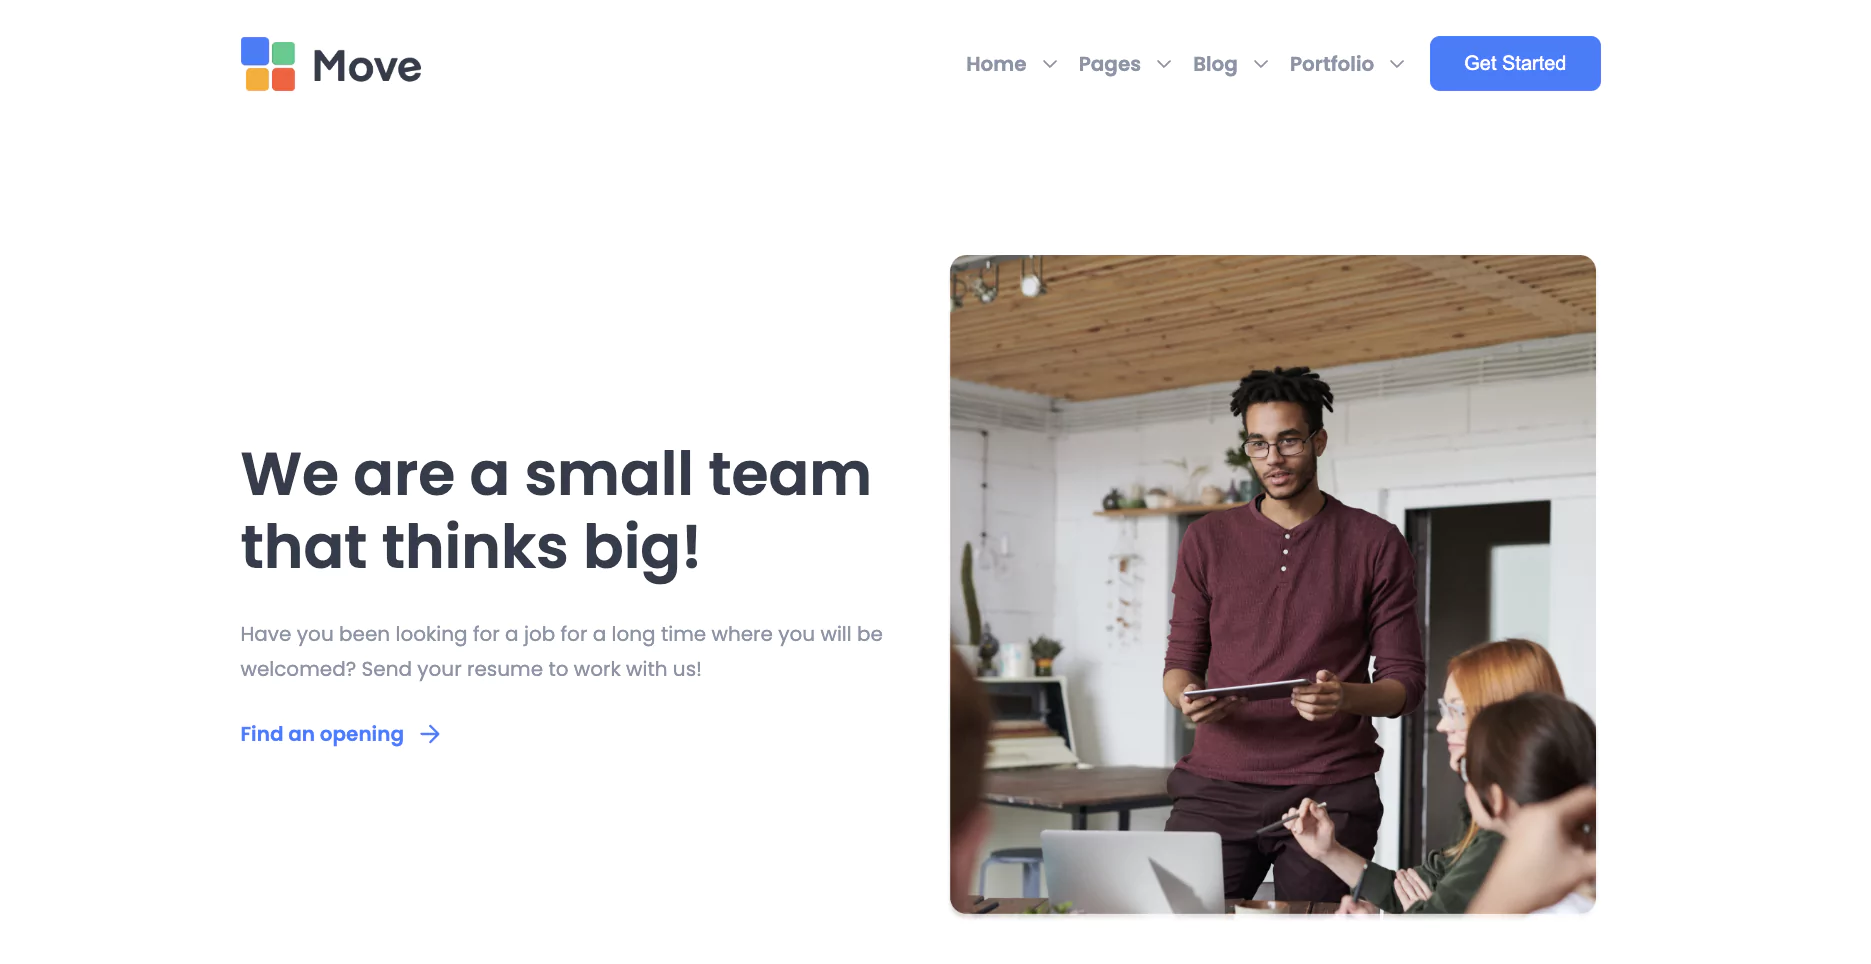 Move
Home Pages Blog Portfolio Get Started
We are a small team
that thinks big!
Have you been looking for a job for a long time where you will be
welcomed? Send your resume to work with us!
Find an opening